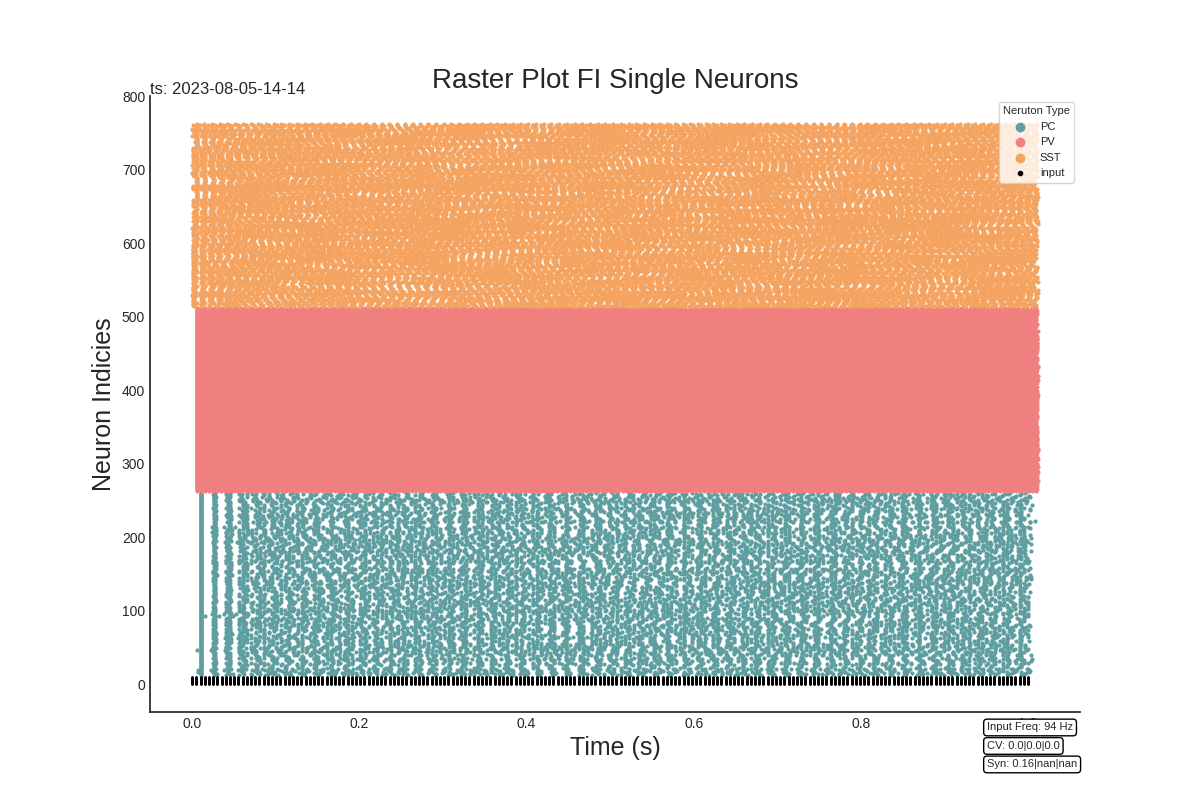 Raster Plot FI Single Neurons
ts: 2023-08-05-14-14
Neruton Type
PC
PV
SST
input
Neuron Indicies
800
700
600
500
400
300
200
100
0
0.0
0.2
0.4
0.6
0.8
Time (s)
Input Freq: 94 Hz
CV: 0.0|0.0|0.0
Syn: 0.16|nan|nan